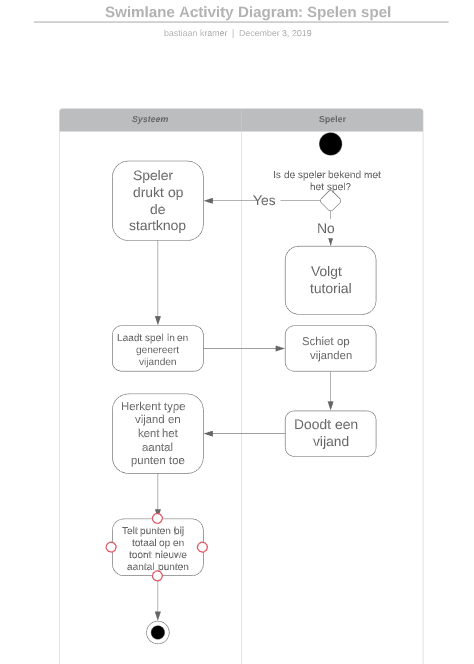 Swimlane Activity Diagram: Spelen spel
bastiaan kramer | December 3, 2019
Systeem
Speler
Is de speler bekend met
het spel?
Speler
drukt op
de
startknop
Yes
No
Volgt
tutorial
Laadt spel in en
genereert
vijanden
Schiet op
vijanden
Herkent type
vijand en
kent het
aantal
punten toe
Doodt een
vijand
Telt punten bij
totaal op en
toont nieuwe
aantal punten